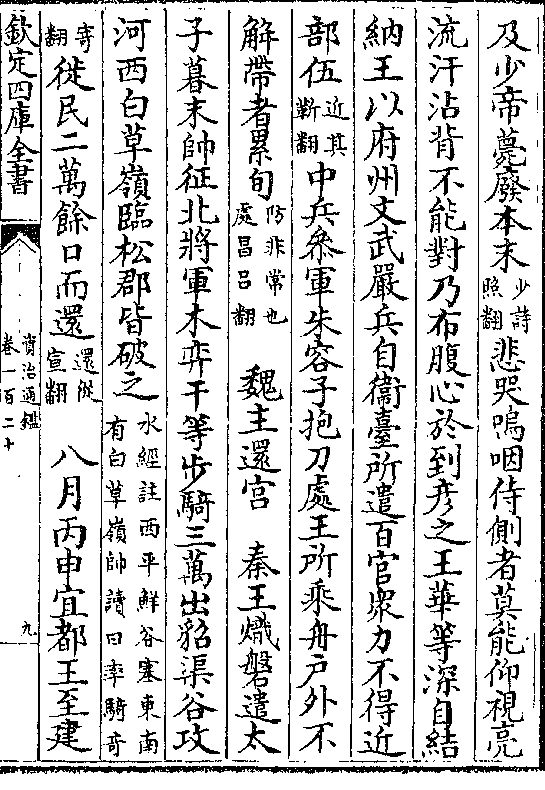 及少帝薨廢本末少詩照翻悲哭嗚咽侍側者莫能仰視亮
流汗沾背不能對乃布腹心於到彥之王華等深自結
納王以府州文武嚴兵自衞臺所遣百官衆力不得近
部伍近其靳翻中兵叅軍朱容子抱刀處王所乘舟戶外不
解帶者累旬防非常也處昌呂翻 魏主還宫 秦王熾磐遣太
子暮末帥征北將軍木弈干等步騎三萬出貂渠谷攻
河西白草嶺臨松郡皆破之水經註西平鮮谷塞東南有白草嶺帥讀曰率騎奇
寄翻徙民二萬餘口而還還從宣翻 八月丙申宜都王至建
欽定四庫全書
資治通鑑
卷一百二十
九